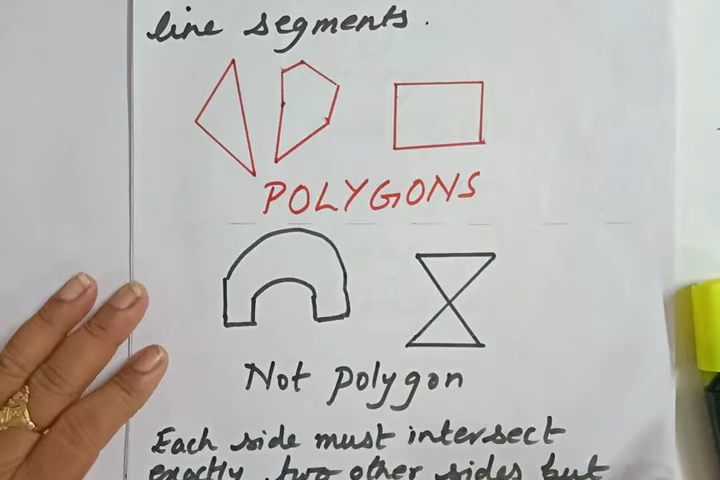 line segments.
POLYGONS
Not polygon
Each side must intersect
exactly two other sides but